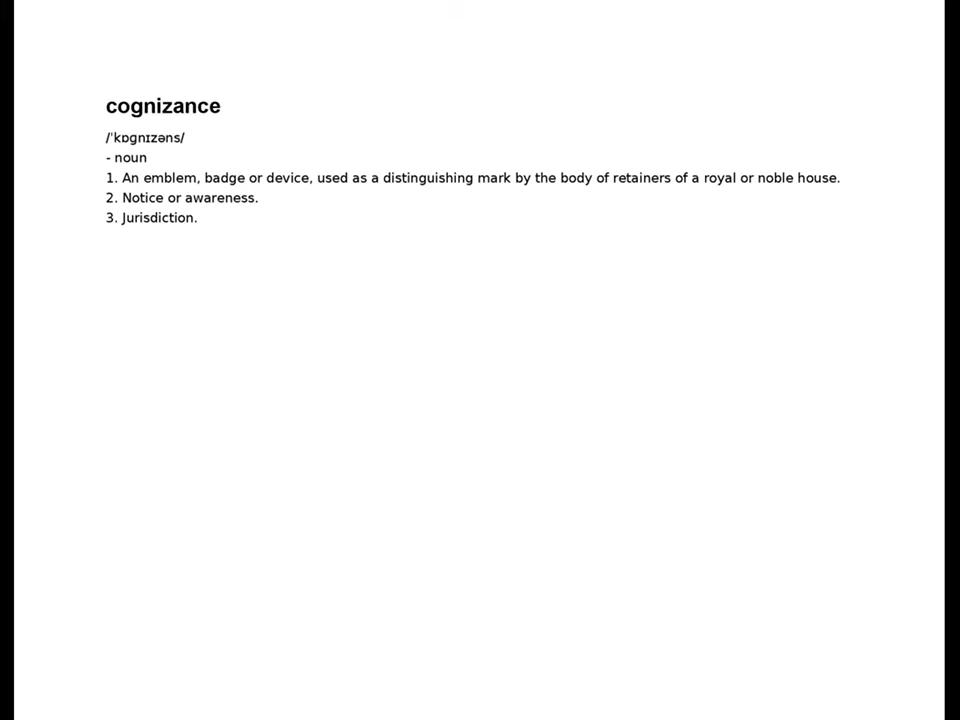 cognizance
/ˈkɒɡnɪzəns/
- noun
1. An emblem, badge or device, used as a distinguishing mark by the body of retainers of a royal or noble house.
2. Notice or awareness.
3. Jurisdiction.